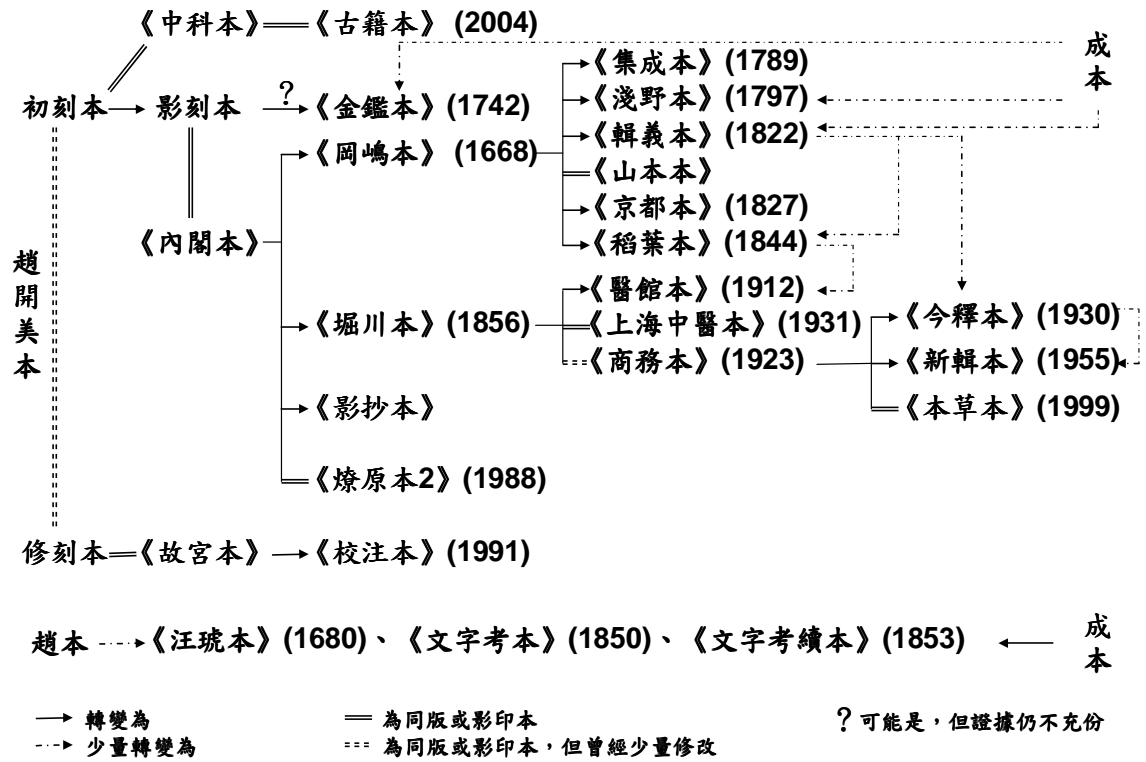 《中科本》《古籍本》(2004)
成本
《集成本》(1789)
初刻本 影刻本 ? 《金鑑本》(1742) 《淺野本》(1797)
《岡嶋本》(1668) 《輯義本》(1822)
《山本本》
《京都本》(1827)
《內閣本》 《稻葉本》(1844)
趙開美本
《醫館本》(1912)
《堀川本》(1856) 《上海中醫本》(1931) 《今釋本》(1930)
《商務本》(1923) 《新輯本》(1955)
《影抄本》 《本草本》(1999)
《燎原本2》(1988)
修刻本 《故宮本》 《校注本》(1991)
趙本 《汪琥本》(1680)、《文字考本》(1850)、《文字考續本》(1853) 成本
轉變為 為同版或影印本 ?可能是，但證據仍不充份
少量轉變為 為同版或影印本，但曾經少量修改